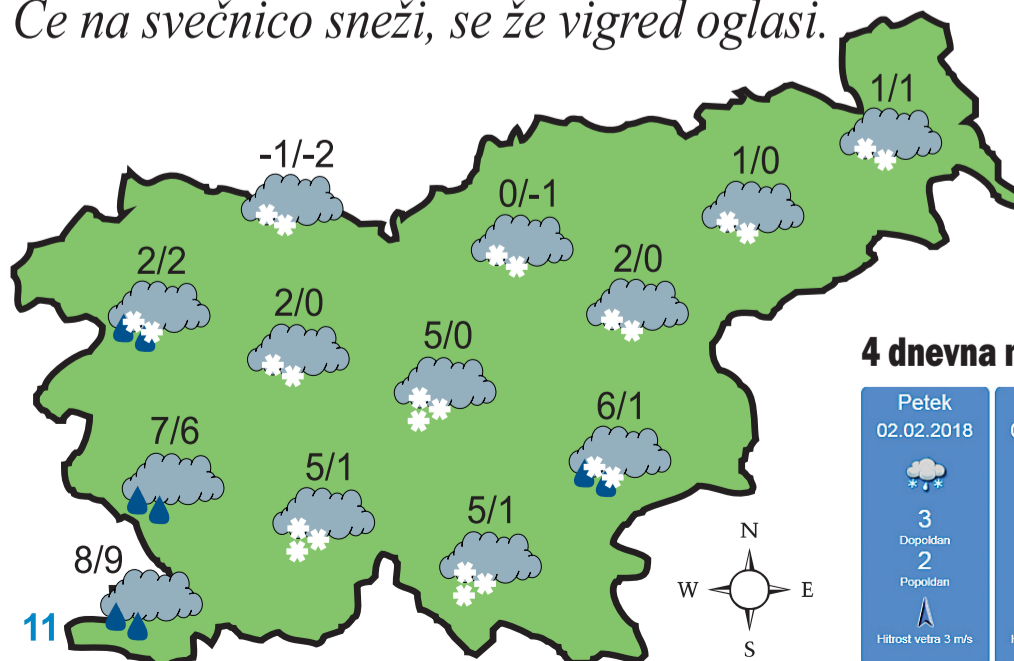 Če na svečnico sneži, se že vigred oglasi.
1/1
-1/-2
1/0
0/-1
2/2
2/0
2/0
5/0
4 dnevna
6/1
Petek
02.02.2018
7/6
5/1
5/1
3
Dopoldan
2
Popoldan
N
8/9
W E
11
Hitrost vetra 3 m/s
S